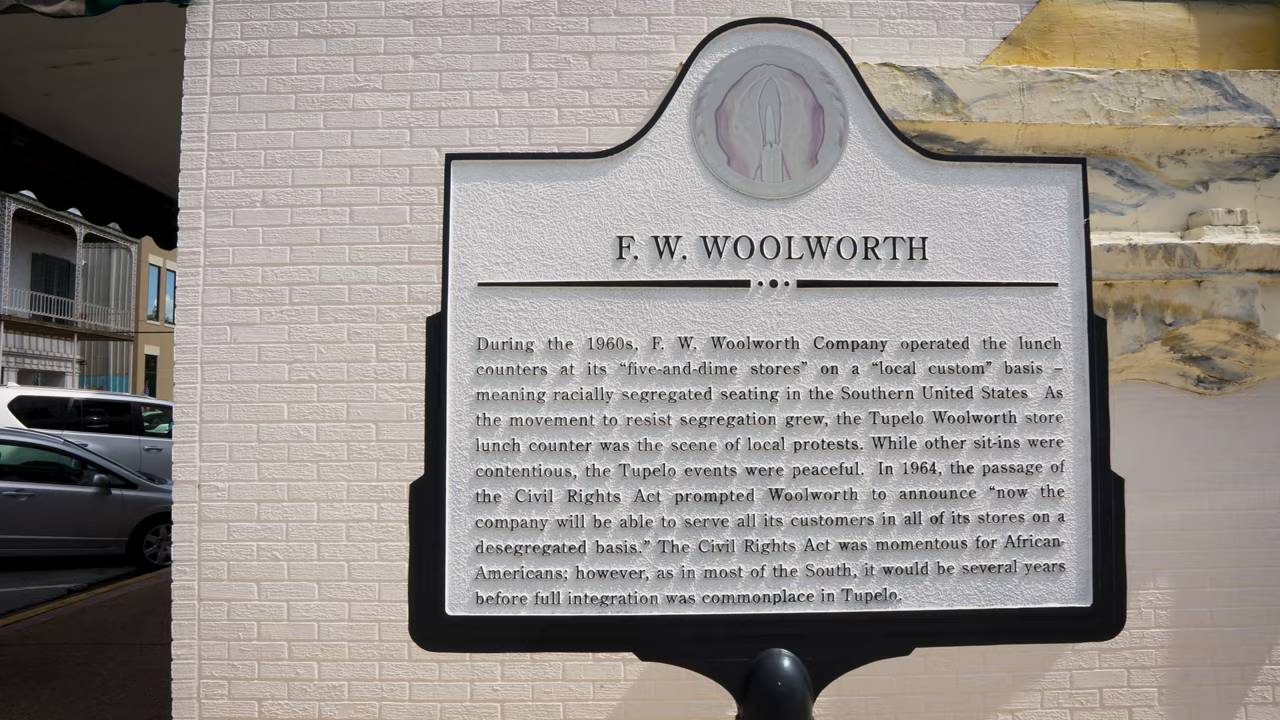 F. W. WOOLWORTH
During the 1960s, F. W. Woolworth Company operated the lunch
counters at its “five-and-dime stores” on a “local custom” basis –
meaning racially segregated seating in the Southern United States  As
the movement to resist segregation grew, the Tupelo Woolworth store
lunch counter was the scene of local protests. While other sit-ins were
contentious, the Tupelo events were peaceful. In 1964, the passage of
the Civil Rights Act prompted Woolworth to announce “now the
company will be able to serve all its customers in all of its stores on a
desegregated basis.” The Civil Rights Act was momentous for African-
Americans; however, as in most of the South, it would be several years
before full integration was commonplace in Tupelo.